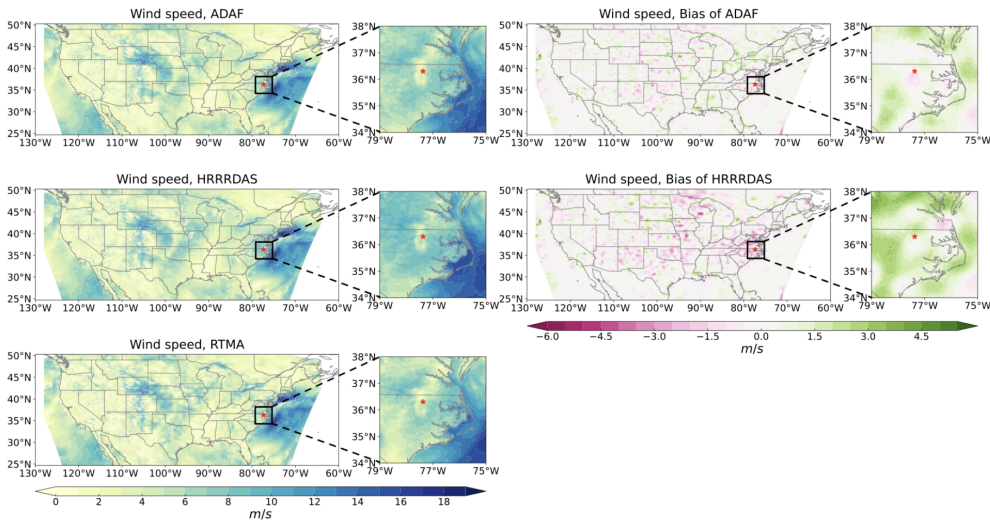 Wind speed, ADAF
50°N
45°N
40°N
35°N
30°N
25°N
130°W 120°W 110°W 100°W 90°W 80°W 70°W 60°W
38°N
37°N
36°N
35°N
34°N
79°W 77°W 75°W
Wind speed, Bias of ADAF
50°N
45°N
40°N
35°N
30°N
25°N
130°W 120°W 110°W 100°W 90°W 80°W 70°W 60°W
38°N
37°N
36°N
35°N
34°N
79°W 77°W 75°W
Wind speed, HRRRDAS
50°N
45°N
40°N
35°N
30°N
25°N
130°W 120°W 110°W 100°W 90°W 80°W 70°W 60°W
38°N
37°N
36°N
35°N
34°N
79°W 77°W 75°W
Wind speed, Bias of HRRRDAS
50°N
45°N
40°N
35°N
30°N
25°N
130°W 120°W 110°W 100°W 90°W 80°W 70°W 60°W
38°N
37°N
36°N
35°N
34°N
79°W 77°W 75°W
−6.0 −4.5 −3.0 −1.5 0.0 1.5 3.0 4.5
m/s
Wind speed, RTMA
50°N
45°N
40°N
35°N
30°N
25°N
130°W 120°W 110°W 100°W 90°W 80°W 70°W 60°W
38°N
37°N
36°N
35°N
34°N
79°W 77°W 75°W
0 2 4 6 8 10 12 14 16 18
m/s